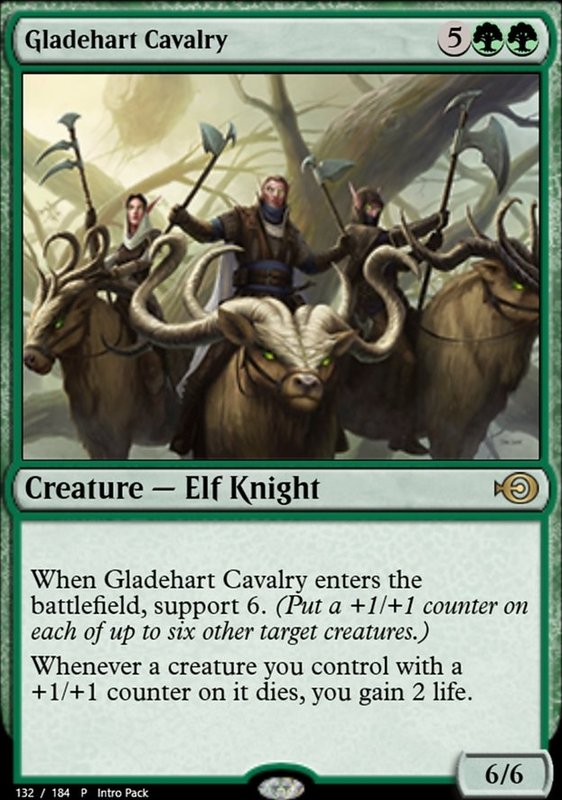 Gladehart Cavalry 5
Creature — Elf Knight
When Gladehart Cavalry enters the
battlefield, support 6. (Put a +1/+1 counter on
each of up to six other target creatures.)
Whenever a creature you control with a
+1/+1 counter on it dies, you gain 2 life.
6/6
132 / 184 P Intro Pack